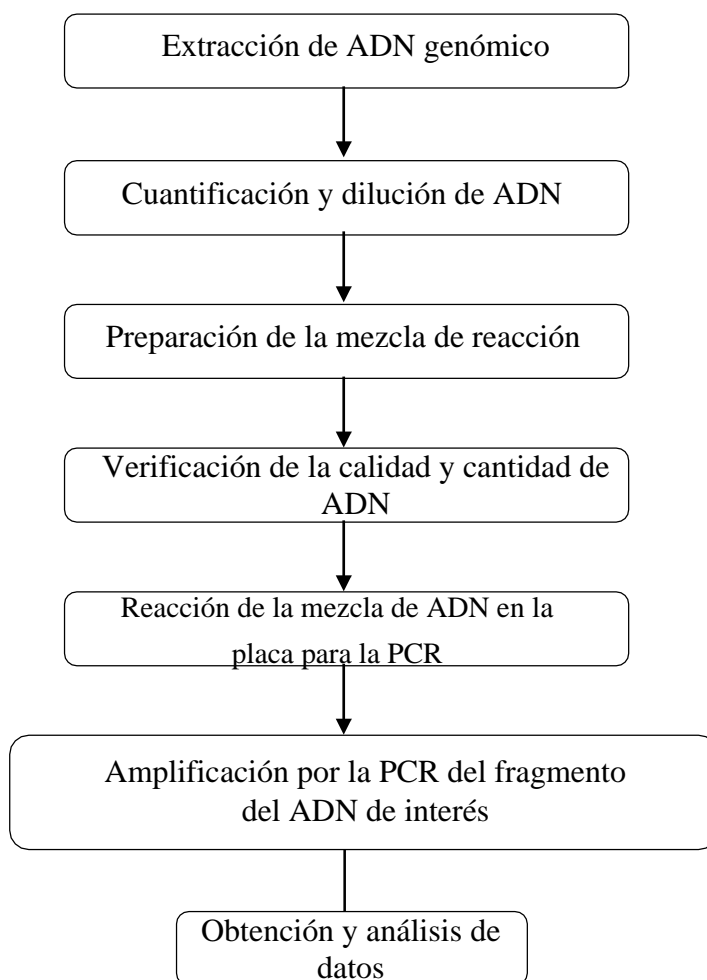 Extracción de ADN genómico
Cuantificación y dilución de ADN
Preparación de la mezcla de reacción
Verificación de la calidad y cantidad de
ADN
Reacción de la mezcla de ADN en la
placa para la PCR
Amplificación por la PCR del fragmento
del ADN de interés
Obtención y análisis de
datos